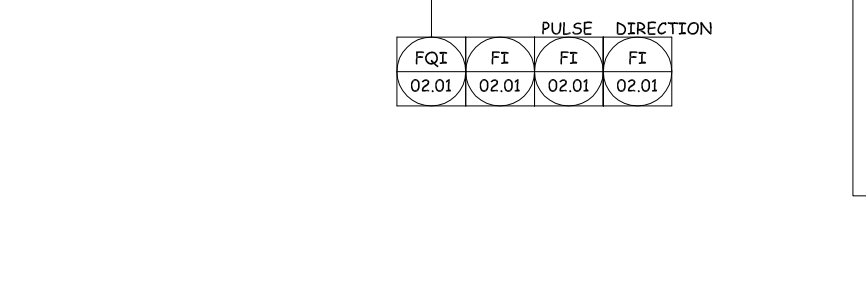 PULSE DIRECTION
FQI FI FI FI
02.01 02.01 02.01 02.01